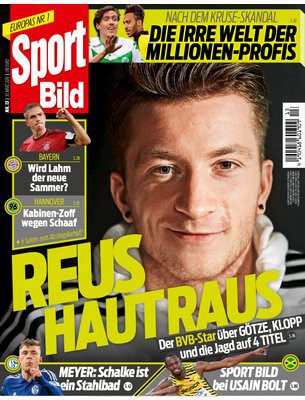 EUROPAS NR. 1
Sport
Bild
NACH DEM KRUSE-SKANDAL
DIE IRRE WELT DER
MILLIONEN-PROFIS
BAYERN
Wird Lahm
der neue
Sammer?
HANNOVER
Kabinen-Zoff
wegen Schaaf
REUS
HAUT RAUS
Der BVB-Star über GÖTZE, KLOPP
und die Jagd auf 4 TITEL
MEYER: Schalke ist
ein Stahlbad
SPORT BILD
bei USAIN BOLT